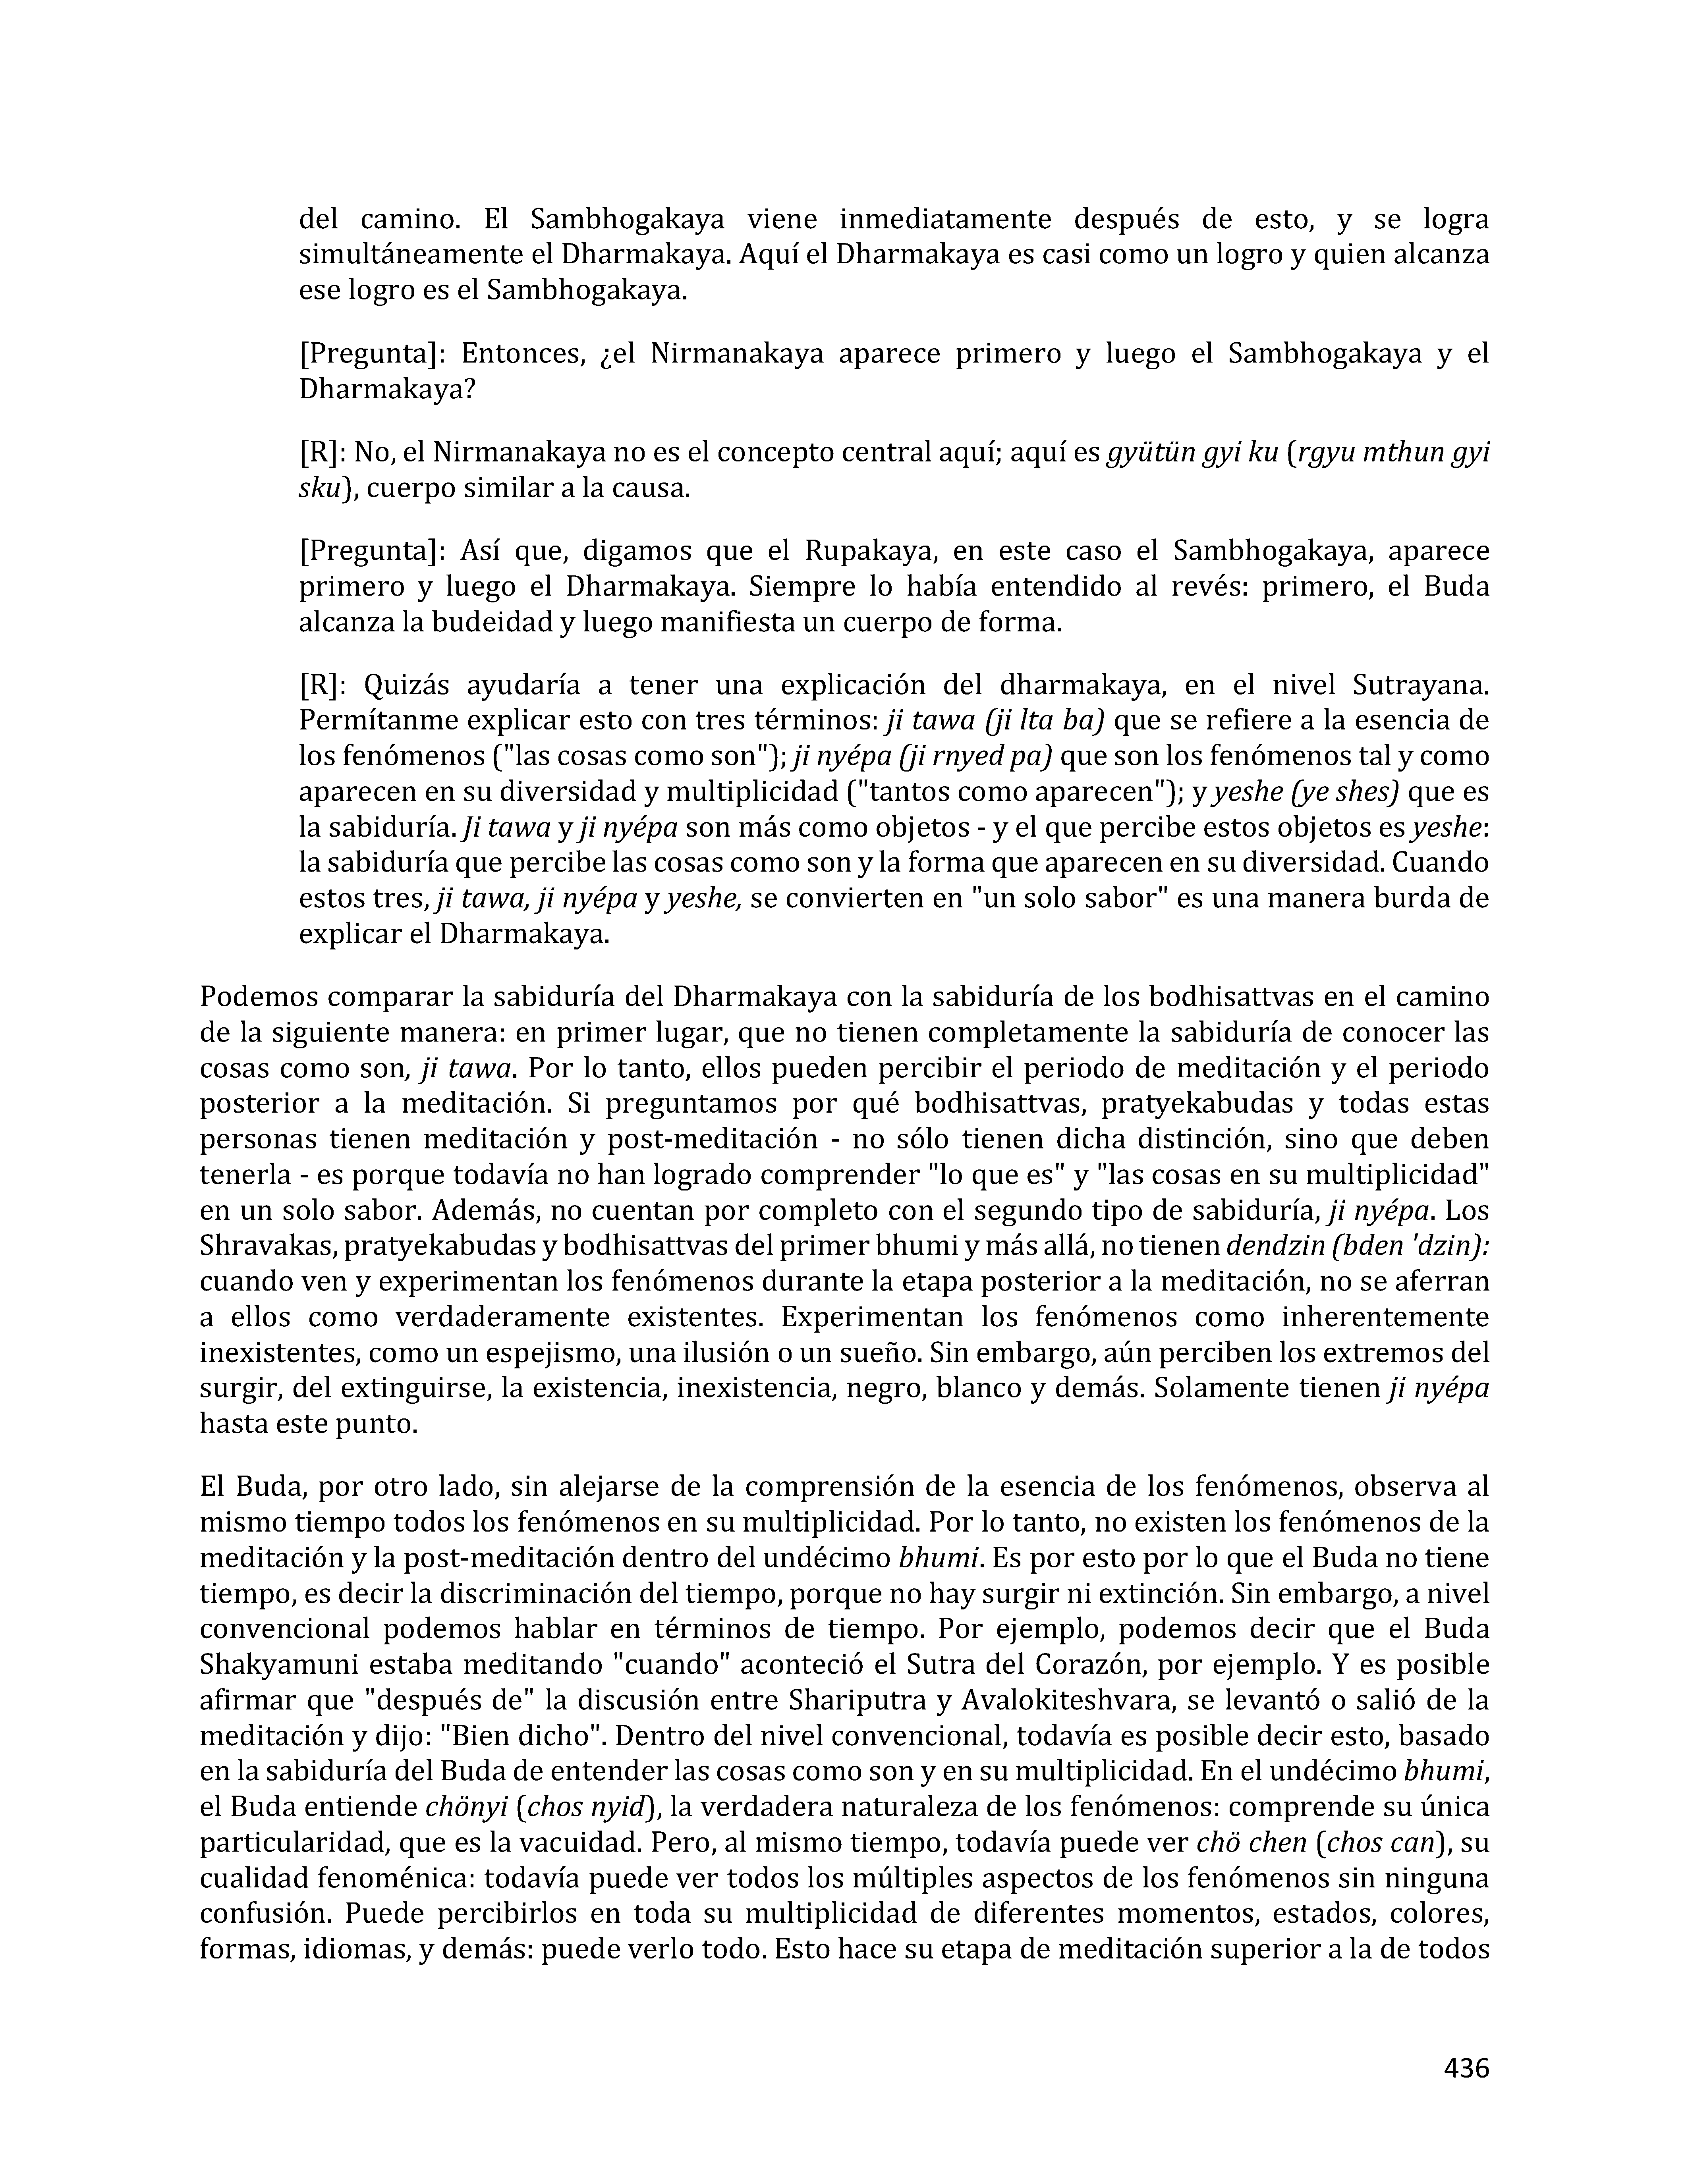 del camino. El Sambhogakaya viene inmediatamente después de esto, y se logra
simultáneamente el Dharmakaya. Aquí el Dharmakaya es casi como un logro y quien alcanza
ese logro es el Sambhogakaya.
[Pregunta]: Entonces, ¿el Nirmanakaya aparece primero y luego el Sambhogakaya y el
Dharmakaya?
[R]: No, el Nirmanakaya no es el concepto central aquí; aquí es gyütün gyi ku (rgyu mthun gyi
sku), cuerpo similar a la causa.
[Pregunta]: Así que, digamos que el Rupakaya, en este caso el Sambhogakaya, aparece
primero y luego el Dharmakaya. Siempre lo había entendido al revés: primero, el Buda
alcanza la budeidad y luego manifiesta un cuerpo de forma.
[R]: Quizás ayudaría a tener una explicación del dharmakaya, en el nivel Sutrayana.
Permítanme explicar esto con tres términos: ji tawa (ji lta ba) que se refiere a la esencia de
los fenómenos ("las cosas como son"); ji nyépa (ji rnyed pa) que son los fenómenos tal y como
aparecen en su diversidad y multiplicidad ("tantos como aparecen"); y yeshe (ye shes) que es
la sabiduría. Ji tawa y ji nyépa son más como objetos - y el que percibe estos objetos es yeshe:
la sabiduría que percibe las cosas como son y la forma que aparecen en su diversidad. Cuando
estos tres, ji tawa, ji nyépa y yeshe, se convierten en "un solo sabor" es una manera burda de
explicar el Dharmakaya.
Podemos comparar la sabiduría del Dharmakaya con la sabiduría de los bodhisattvas en el camino
de la siguiente manera: en primer lugar, que no tienen completamente la sabiduría de conocer las
cosas como son, ji tawa. Por lo tanto, ellos pueden percibir el periodo de meditación y el periodo
posterior a la meditación. Si preguntamos por qué bodhisattvas, pratyekabudas y todas estas
personas tienen meditación y post-meditación - no sólo tienen dicha distinción, sino que deben
tenerla - es porque todavía no han logrado comprender "lo que es" y "las cosas en su multiplicidad"
en un solo sabor. Además, no cuentan por completo con el segundo tipo de sabiduría, ji nyépa. Los
Shravakas, pratyekabudas y bodhisattvas del primer bhumi y más allá, no tienen dendzin (bden 'dzin):
cuando ven y experimentan los fenómenos durante la etapa posterior a la meditación, no se aferran
a ellos como verdaderamente existentes. Experimentan los fenómenos como inherentemente
inexistentes, como un espejismo, una ilusión o un sueño. Sin embargo, aún perciben los extremos del
surgir, del extinguirse, la existencia, inexistencia, negro, blanco y demás. Solamente tienen ji nyépa
hasta este punto.
El Buda, por otro lado, sin alejarse de la comprensión de la esencia de los fenómenos, observa al
mismo tiempo todos los fenómenos en su multiplicidad. Por lo tanto, no existen los fenómenos de la
meditación y la post-meditación dentro del undécimo bhumi. Es por esto por lo que el Buda no tiene
tiempo, es decir la discriminación del tiempo, porque no hay surgir ni extinción. Sin embargo, a nivel
convencional podemos hablar en términos de tiempo. Por ejemplo, podemos decir que el Buda
Shakyamuni estaba meditando "cuando" aconteció el Sutra del Corazón, por ejemplo. Y es posible
afirmar que "después de" la discusión entre Shariputra y Avalokiteshvara, se levantó o salió de la
meditación y dijo: "Bien dicho". Dentro del nivel convencional, todavía es posible decir esto, basado
en la sabiduría del Buda de entender las cosas como son y en su multiplicidad. En el undécimo bhumi,
el Buda entiende chönyi (chos nyid), la verdadera naturaleza de los fenómenos: comprende su única
particularidad, que es la vacuidad. Pero, al mismo tiempo, todavía puede ver chö chen (chos can), su
cualidad fenoménica: todavía puede ver todos los múltiples aspectos de los fenómenos sin ninguna
confusión. Puede percibirlos en toda su multiplicidad de diferentes momentos, estados, colores,
formas, idiomas, y demás: puede verlo todo. Esto hace su etapa de meditación superior a la de todos
436